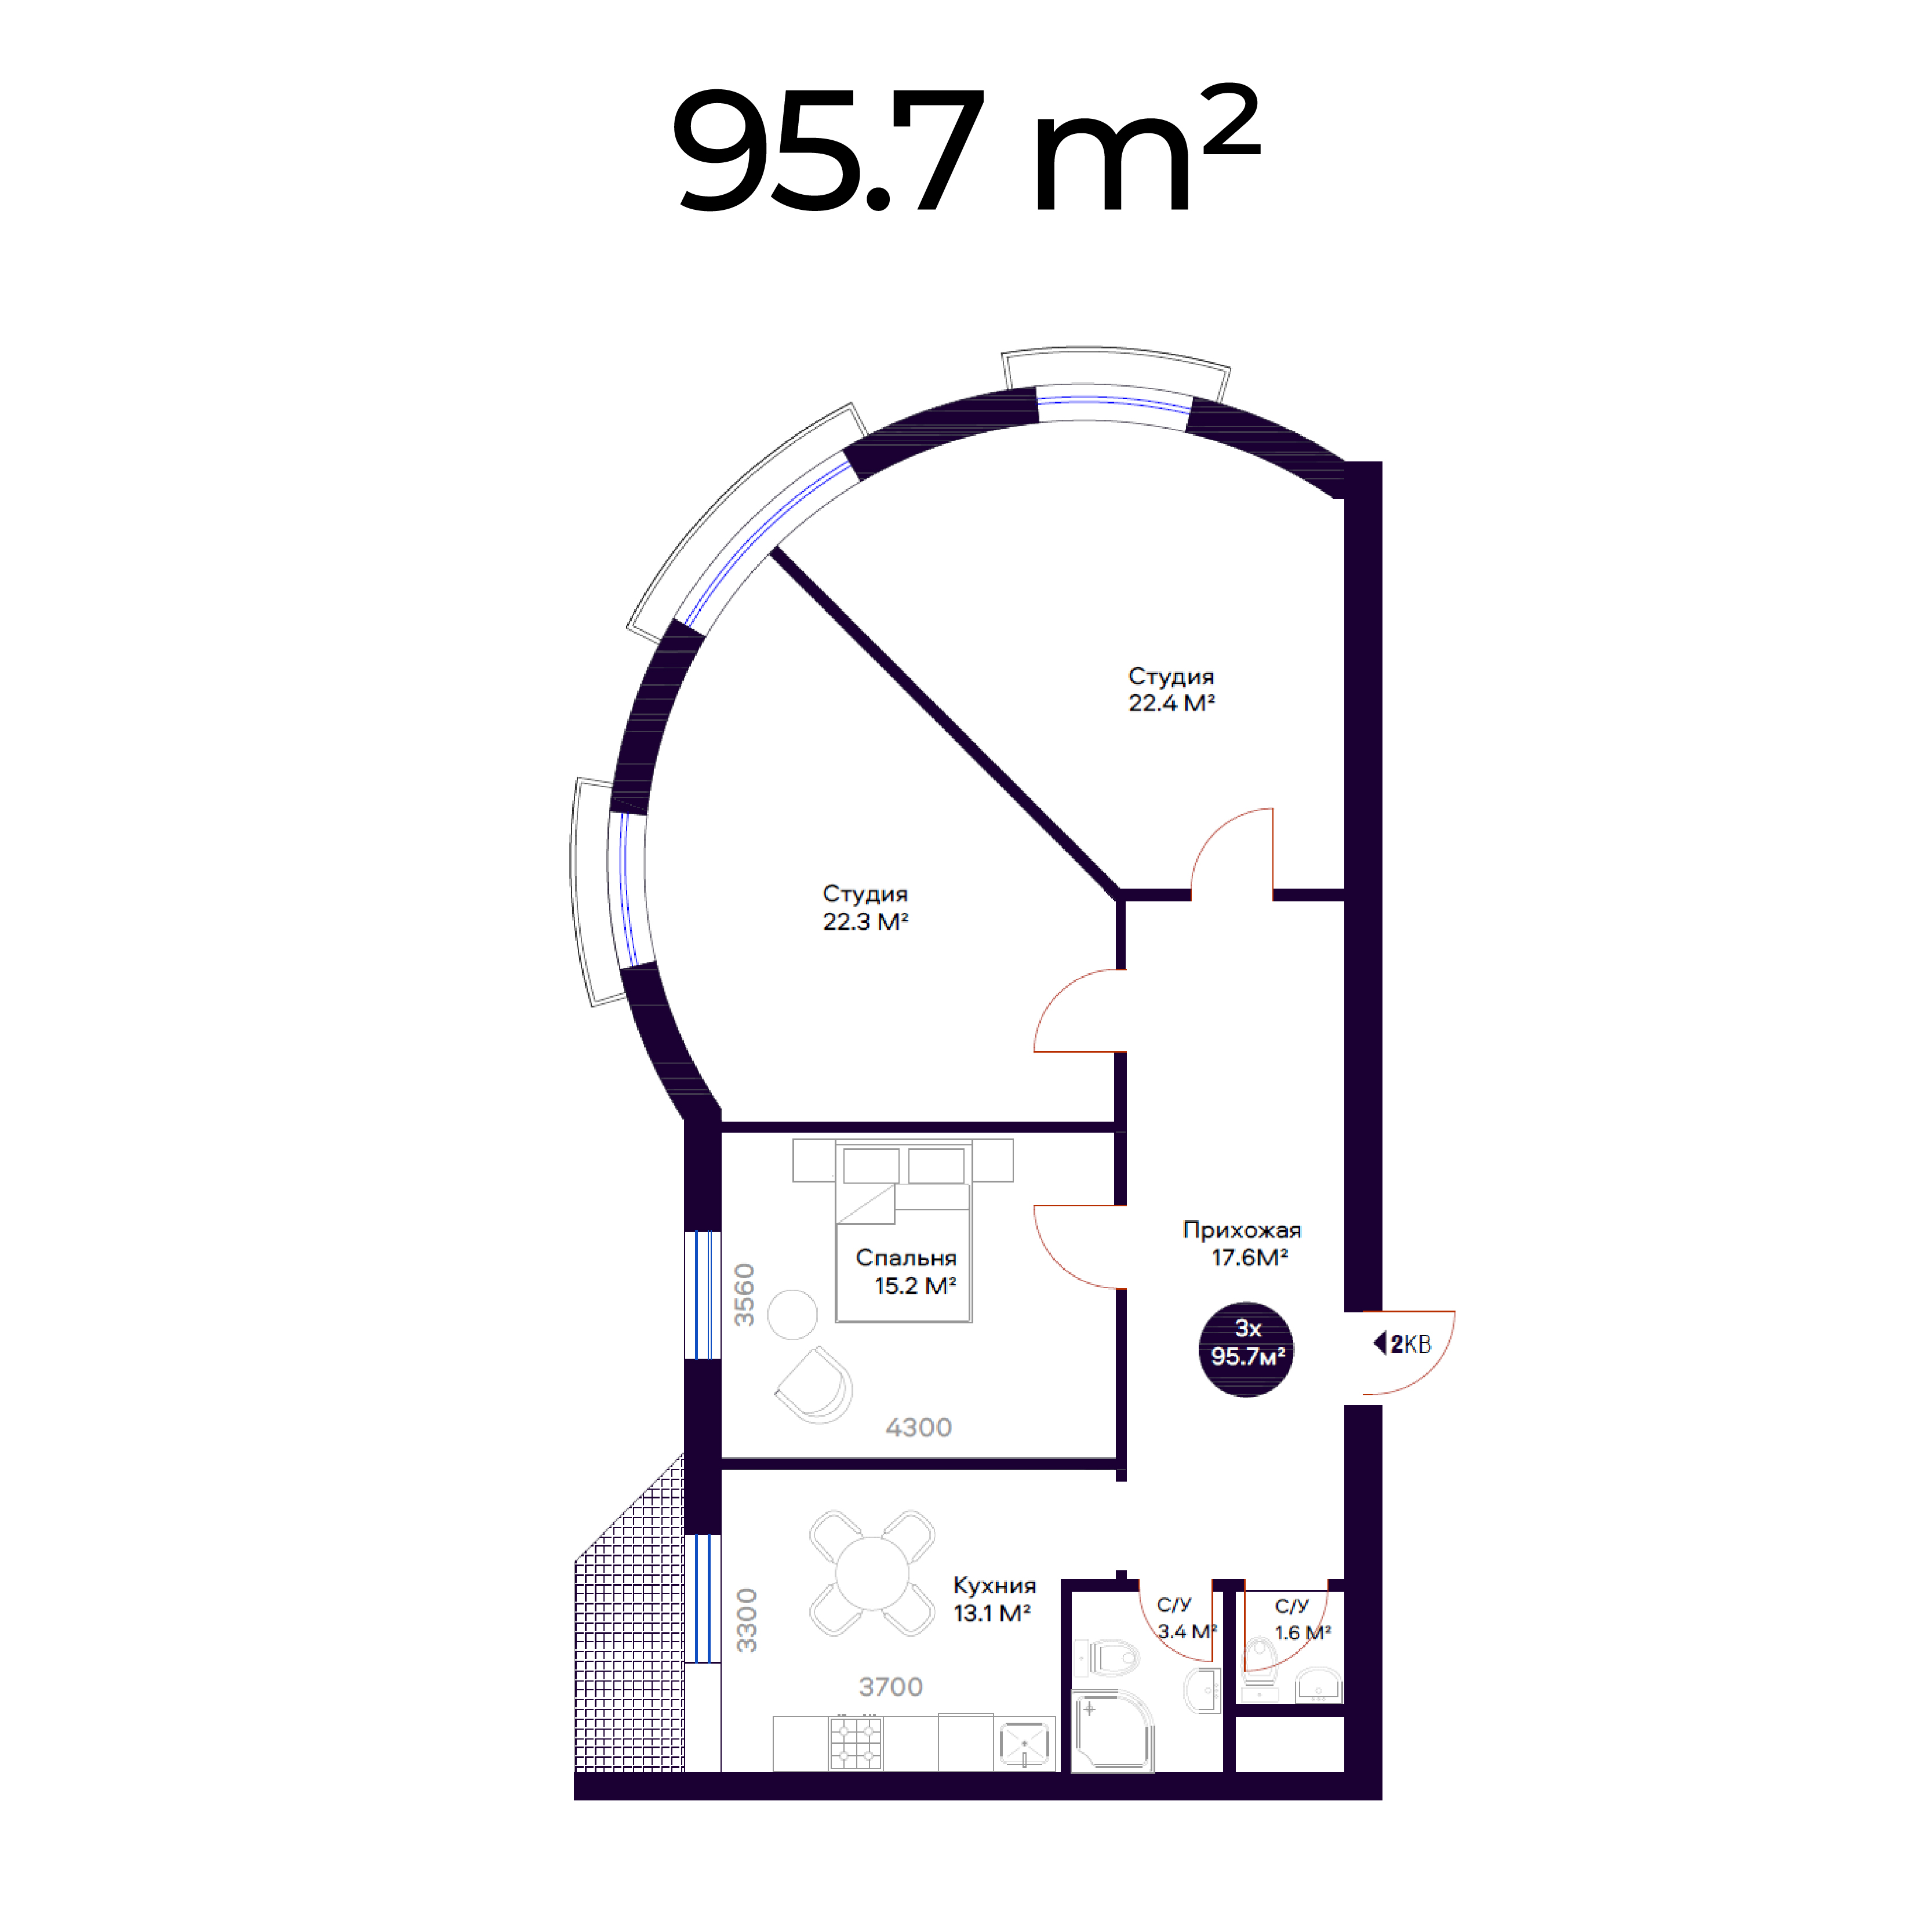 95.7 m²
Студия
22.4 М²
Студия
22.3 М²
Прихожая
17.6М²
Спальня
15.2 М²
3560
3х
95.7м²
2КВ
4300
Кухния
13.1 М²
3300
С/У
3.4 М²
С/У
1.6 М²
3700